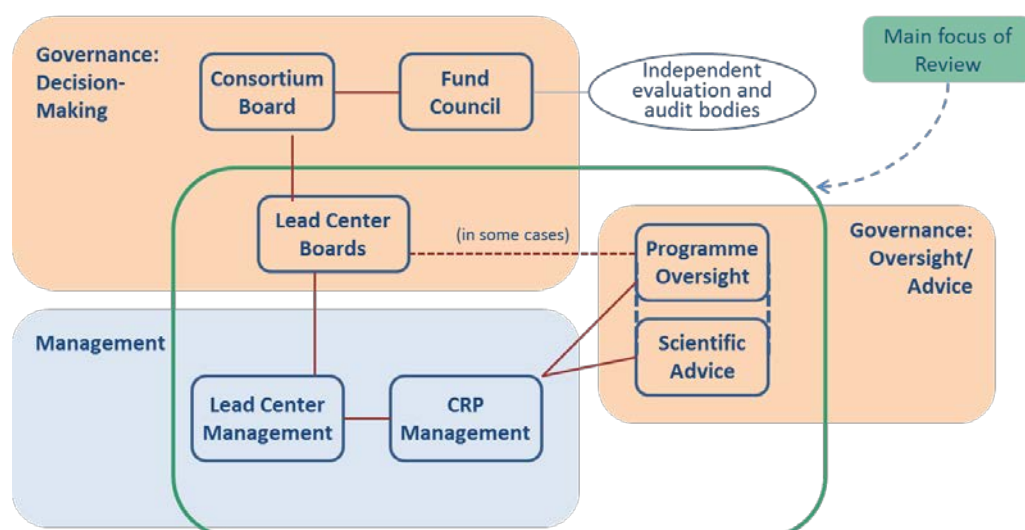 Governance:
Decision-
Making
Consortium
Board
Fund
Council
Independent
evaluation and
audit bodies
Main focus of
Review
Lead Center
Boards
(in some cases)
Programme
Oversight
Governance:
Oversight/
Advice
Management
Scientific
Advice
Lead Center
Management
CRP
Management